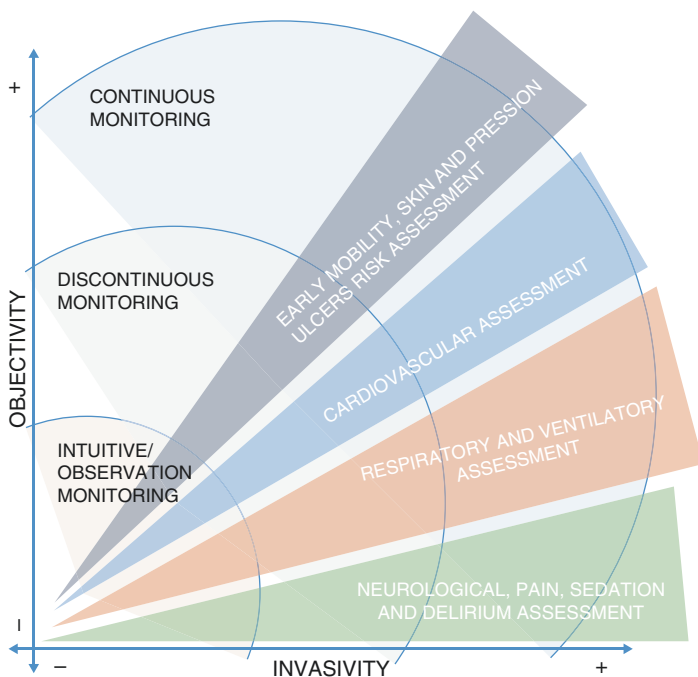 +
CONTINUOUS
MONITORING
DISCONTINUOUS
MONITORING
INTUITIVE/
OBSERVATION
MONITORING
OBJECTIVITY
EARLY MOBILITY, SKIN AND PRESSION
ULCERS RISK ASSESSMENT
CARDIOVASCULAR ASSESSMENT
RESPIRATORY AND VENTILATORY
ASSESSMENT
NEUROLOGICAL, PAIN, SEDATION
AND DELIRIUM ASSESSMENT
–
–
INVASIVITY
+